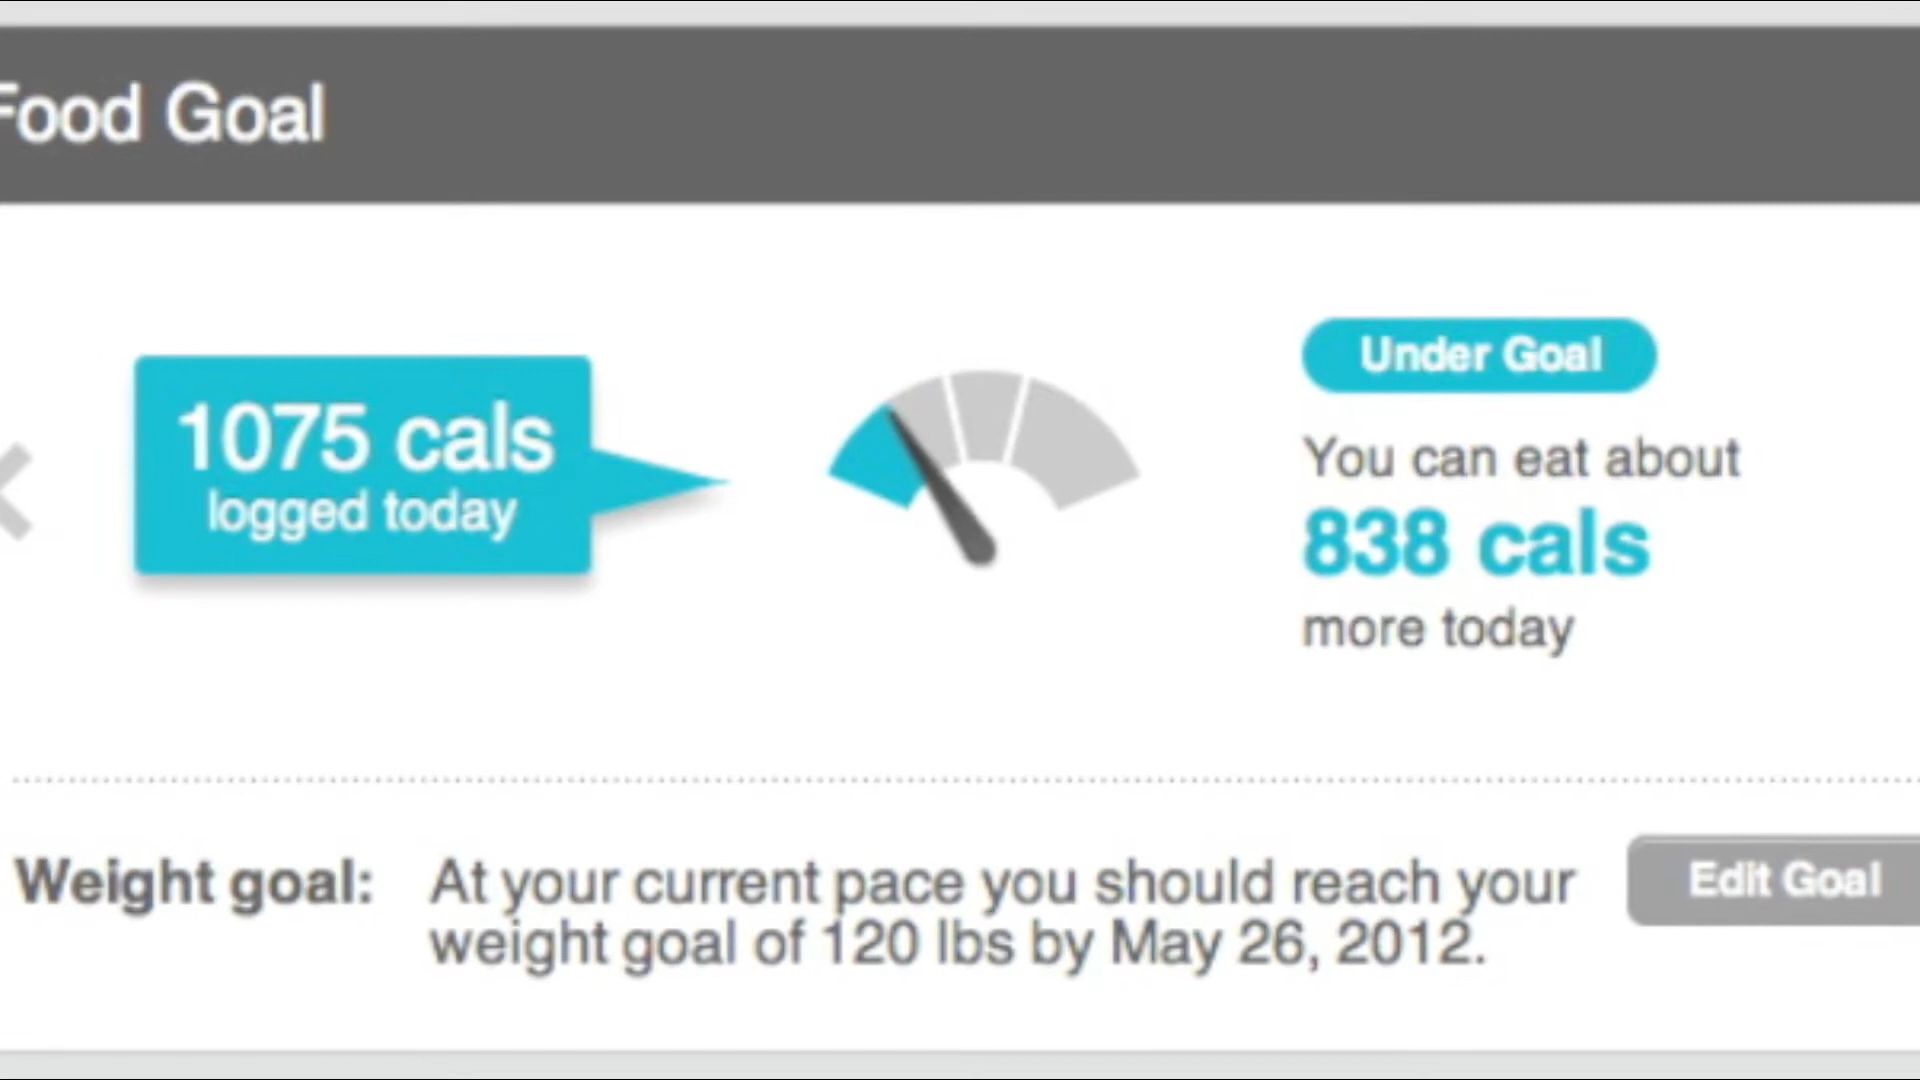 Food Goal
1075 cals
logged today
Under Goal
You can eat about
838 cals
more today
Weight goal:
At your current pace you should reach your
weight goal of 120 lbs by May 26, 2012.
Edit Goal